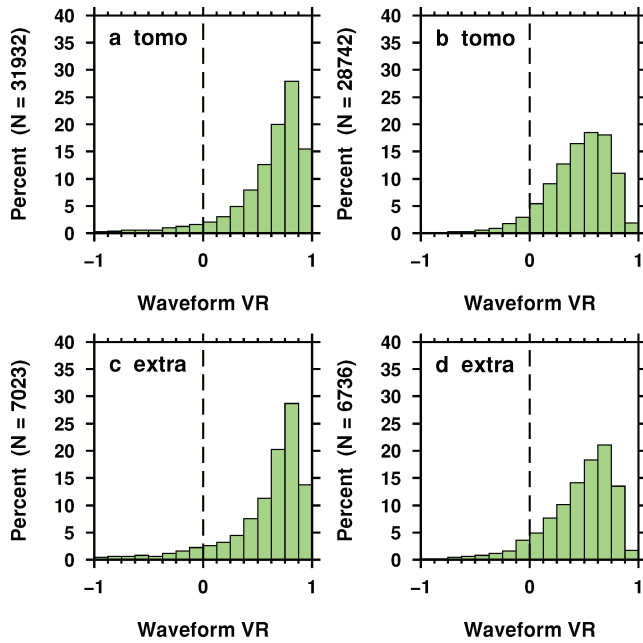 40
35
30
25
20
15
10
5
0
Percent (N = 31932)
a tomo
−1 0 1
Waveform VR
40
35
30
25
20
15
10
5
0
Percent (N = 28742)
b tomo
−1 0 1
Waveform VR
40
35
30
25
20
15
10
5
0
Percent (N = 7023)
c extra
−1 0 1
Waveform VR
40
35
30
25
20
15
10
5
0
Percent (N = 6736)
d extra
−1 0 1
Waveform VR